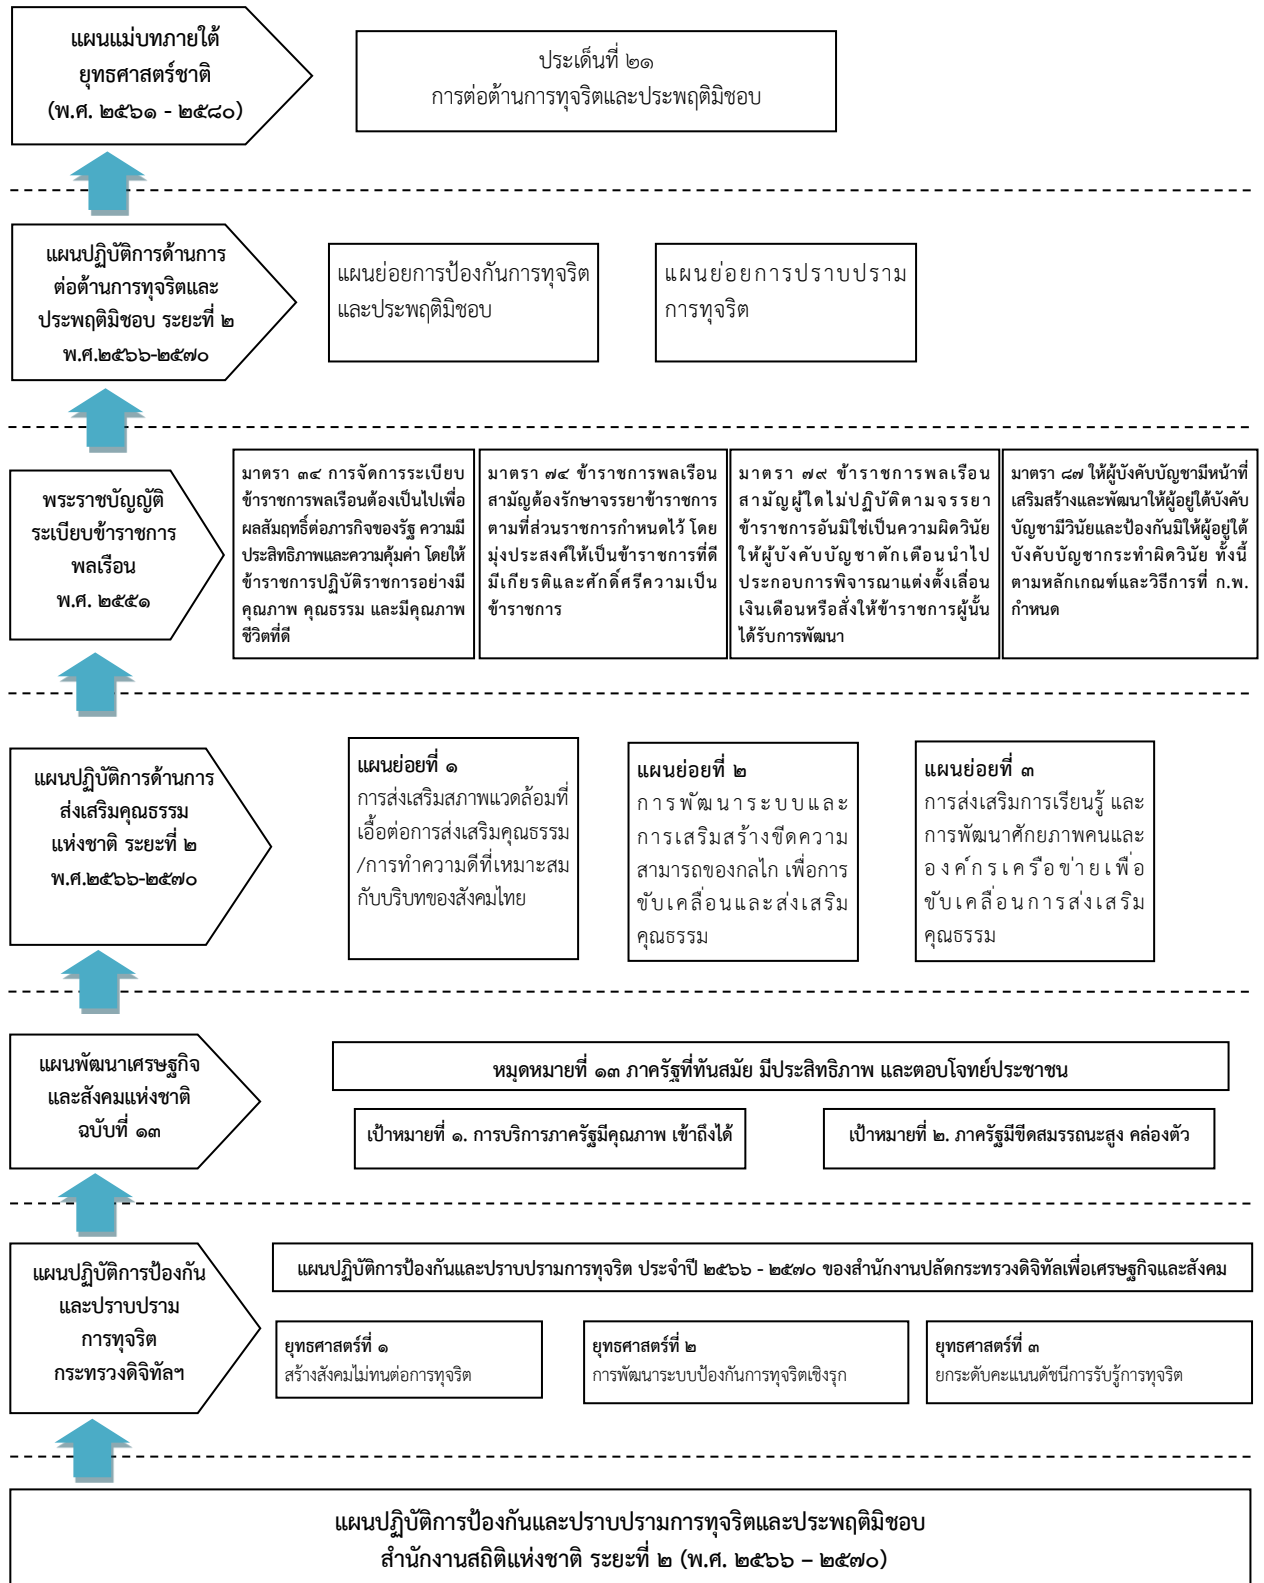 แผนแม่บทภายใต้
ยุทธศาสตร์ชาติ
(พ.ศ. ๒๕๖๑ - ๒๕๘๐)
ประเด็นที่ ๒๑
การต่อต้านการทุจริตและประพฤติมิชอบ
แผนปฏิบัติการด้านการ
ต่อต้านการทุจริตและ
ประพฤติมิชอบ ระยะที่ ๒
พ.ศ.๒๕๖๖-๒๕๗๐
แผนย่อยการป้องกันการทุจริต
และประพฤติมิชอบ
แผนย่อยการปราบปราม
การทุจริต
พระราชบัญญัติ
ระเบียบข้าราชการ
พลเรือน
พ.ศ. ๒๕๕๑
มาตรา ๓๔ การจัดการระเบียบ
ข้าราชการพลเรือนต้องเป็นไปเพื่อ
ผลสัมฤทธิ์ต่อภารกิจของรัฐ ความมี
ประสิทธิภาพและความคุ้มค่า โดยให้
ข้าราชการปฏิบัติราชการอย่างมี
คุณภาพ คุณธรรม และมีคุณภาพ
ชีวิตที่ดี
มาตรา ๗๔ ข้าราชการพลเรือน
สามัญต้องรักษาจรรยาข้าราชการ
ตามที่ส่วนราชการกำหนดไว้ โดย
มุ่งประสงค์ให้เป็นข้าราชการที่ดี
มีเกียรติและศักดิ์ศรีความเป็น
ข้าราชการ
มาตรา ๗๙ ข้าราชการพลเรือน
สามัญผู้ใดไม่ปฏิบัติตามจรรยา
ข้าราชการอันมิใช่เป็นความผิดวินัย
ให้ผู้บังคับบัญชาตักเตือนนำไป
ประกอบการพิจารณาแต่งตั้งเลื่อน
เงินเดือนหรือสั่งให้ข้าราชการผู้นั้น
ได้รับการพัฒนา
มาตรา ๘๗ ให้ผู้บังคับบัญชามีหน้าที่
เสริมสร้างและพัฒนาให้ผู้อยู่ใต้บังคับ
บัญชามีวินัยและป้องกันมิให้ผู้อยู่ใต้
บังคับบัญชากระทำผิดวินัย ทั้งนี้
ตามหลักเกณฑ์และวิธีการที่ ก.พ.
กำหนด
แผนปฏิบัติการด้านการ
ส่งเสริมคุณธรรม
แห่งชาติ ระยะที่ ๒
พ.ศ.๒๕๖๖-๒๕๗๐
แผนย่อยที่ ๑
การส่งเสริมสภาพแวดล้อมที่
เอื้อต่อการส่งเสริมคุณธรรม
/การทำความดีที่เหมาะสม
กับบริบทของสังคมไทย
แผนย่อยที่ ๒
การพัฒนาระบบและ
การเสริมสร้างขีดความ
สามารถของกลไก เพื่อการ
ขับเคลื่อนและส่งเสริม
คุณธรรม
แผนย่อยที่ ๓
การส่งเสริมการเรียนรู้ และ
การพัฒนาศักยภาพคนและ
องค์กรเครือข่ายเพื่อ
ขับเคลื่อนการส่งเสริม
คุณธรรม
แผนพัฒนาเศรษฐกิจ
และสังคมแห่งชาติ
ฉบับที่ ๑๓
หมุดหมายที่ ๑๓ ภาครัฐที่ทันสมัย มีประสิทธิภาพ และตอบโจทย์ประชาชน
เป้าหมายที่ ๑. การบริการภาครัฐมีคุณภาพ เข้าถึงได้
เป้าหมายที่ ๒. ภาครัฐมีขีดสมรรถนะสูง คล่องตัว
แผนปฏิบัติการป้องกัน
และปราบปราม
การทุจริต
กระทรวงดิจิทัลฯ
แผนปฏิบัติการป้องกันและปราบปรามการทุจริต ประจำปี ๒๕๖๖ - ๒๕๗๐ ของสำนักงานปลัดกระทรวงดิจิทัลเพื่อเศรษฐกิจและสังคม
ยุทธศาสตร์ที่ ๑
สร้างสังคมไม่ทนต่อการทุจริต
ยุทธศาสตร์ที่ ๒
การพัฒนาระบบป้องกันการทุจริตเชิงรุก
ยุทธศาสตร์ที่ ๓
ยกระดับคะแนนดัชนีการรับรู้การทุจริต
แผนปฏิบัติการป้องกันและปราบปรามการทุจริตและประพฤติมิชอบ
สำนักงานสถิติแห่งชาติ ระยะที่ ๒ (พ.ศ. ๒๕๖๖ – ๒๕๗๐)